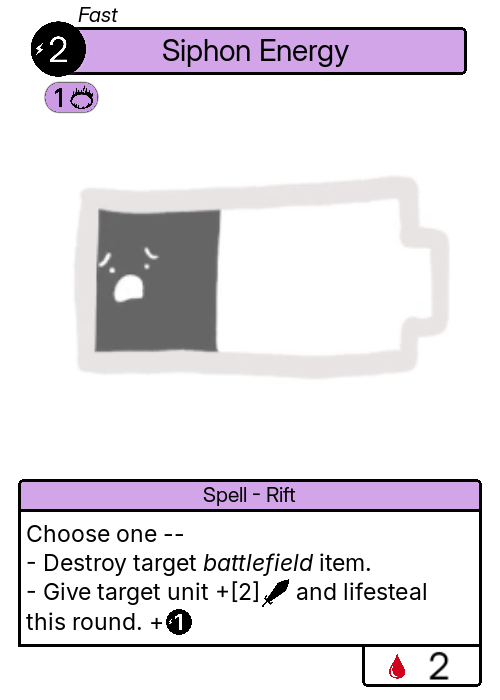 Fast
2 Siphon Energy
1
Spell - Rift
Choose one --
- Destroy target battlefield item.
- Give target unit +[2] and lifesteal
this round. +1
2